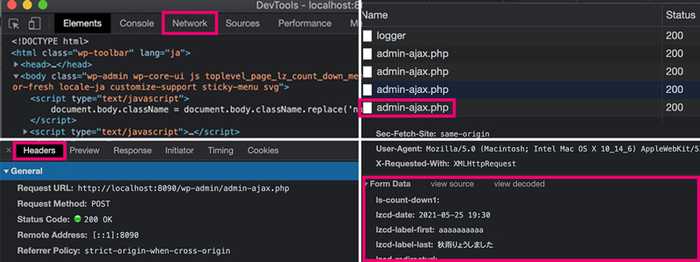 DevTools - localhost:8
Elements Console Network Sources Performance
<!DOCTYPE html>
<html class="wp-toolbar" lang="ja">
<head>…</head>
<body class="wp-admin wp-core-ui js toplevel_page_lz_count_down_me
or-fresh locale-ja customize-support sticky-menu svg">
<script type="text/javascript">
document.body.className = document.body.className.replace('n
</script>
<script type="text/javascript">…</script>
Name Status
logger 200
admin-ajax.php 200
admin-ajax.php 200
admin-ajax.php 200
admin-ajax.php 200
× Headers Preview Response Initiator Timing Cookies
General
Request URL: http://localhost:8090/wp-admin/admin-ajax.php
Request Method: POST
Status Code: 200 OK
Remote Address: [::1]:8090
Referrer Policy: strict-origin-when-cross-origin
Sec-Fetch-Site: same-origin
User-Agent: Mozilla/5.0 (Macintosh; Intel Mac OS X 10_14_6) AppleWebKit/5
X-Requested-With: XMLHttpRequest
Form Data view source view decoded
is-count-down1:
lzcd-date: 2021-05-25 19:30
lzcd-label-first: aaaaaaaaaa
lzcd-label-last: 秋雨りょうしました